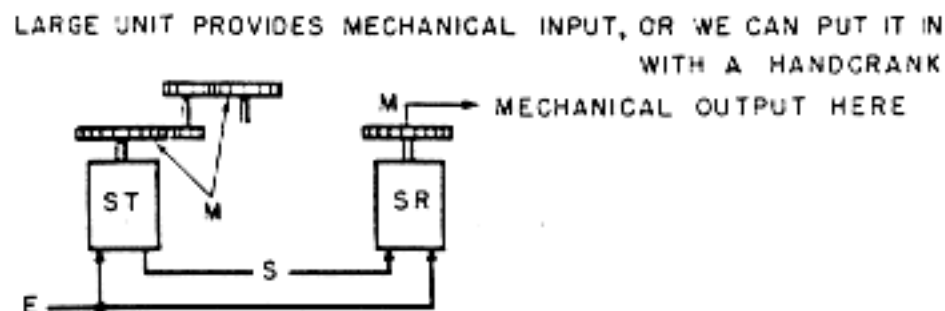 LARGE UNIT PROVIDES MECHANICAL INPUT, OR WE CAN PUT IT IN
WITH A HANDCRANK
M → MECHANICAL OUTPUT HERE
ST
SR
M
S
E